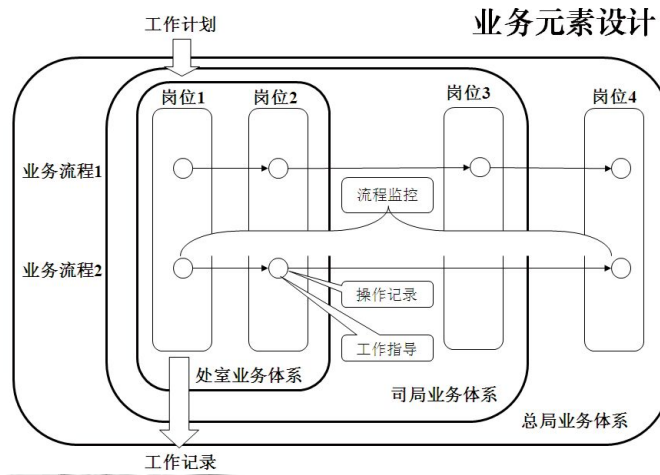 业务元素设计
工作计划
岗位1
岗位2
岗位3
岗位4
业务流程1
流程监控
业务流程2
操作记录
工作指导
处室业务体系
司局业务体系
总局业务体系
工作记录